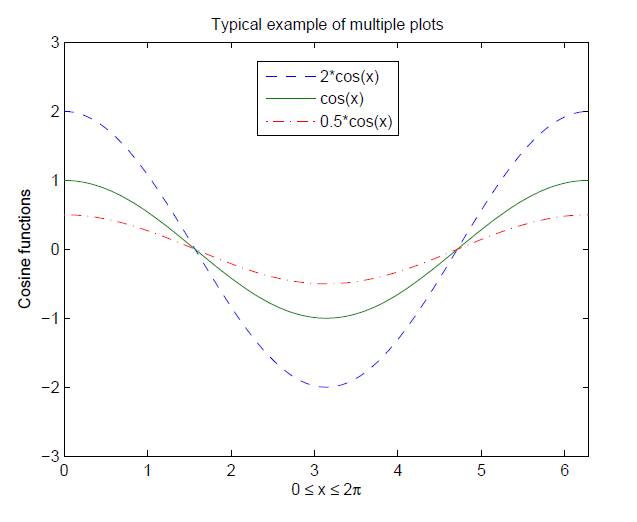 Typical example of multiple plots
3
2
1
0
−1
−2
−3
Cosine functions
2*cos(x)
cos(x)
0.5*cos(x)
0 1 2 3 4 5 6
0 ≤ x ≤ 2π